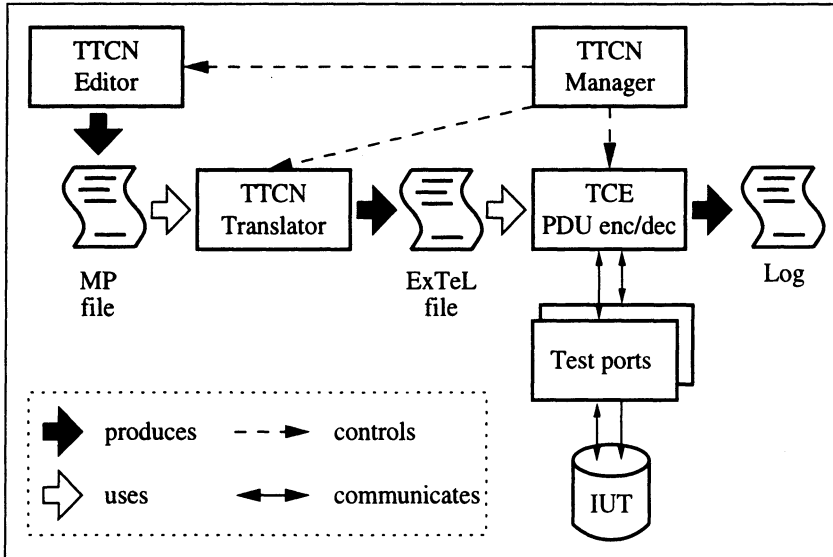 TTCN
Editor
TTCN
Manager
TTCN
Translator
TCE
PDU enc/dec
MP
file
ExTeL
file
Log
Test ports
produces
controls
uses
communicates
IUT